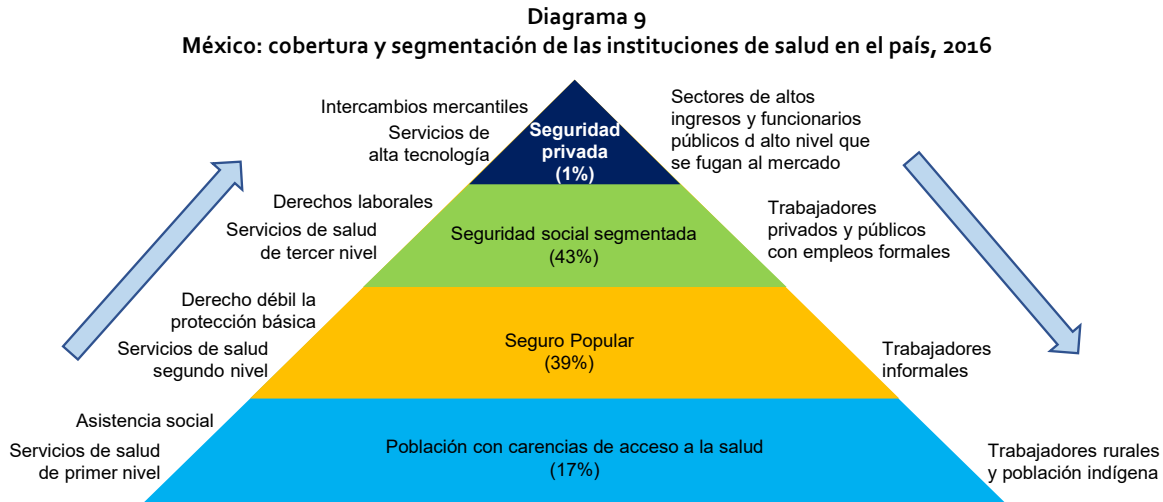 Diagrama 9
México: cobertura y segmentación de las instituciones de salud en el país, 2016
Intercambios mercantiles
Servicios de
alta tecnología
Seguridad
privada
(1%)
Sectores de altos
ingresos y funcionarios
públicos d alto nivel que
se fugan al mercado
Derechos laborales
Servicios de salud
de tercer nivel
Seguridad social segmentada
(43%)
Trabajadores
privados y públicos
con empleos formales
Derecho débil la
protección básica
Servicios de salud
segundo nivel
Seguro Popular
(39%)
Trabajadores
informales
Asistencia social
Servicios de salud
de primer nivel
Población con carencias de acceso a la salud
(17%)
Trabajadores rurales
y población indígena